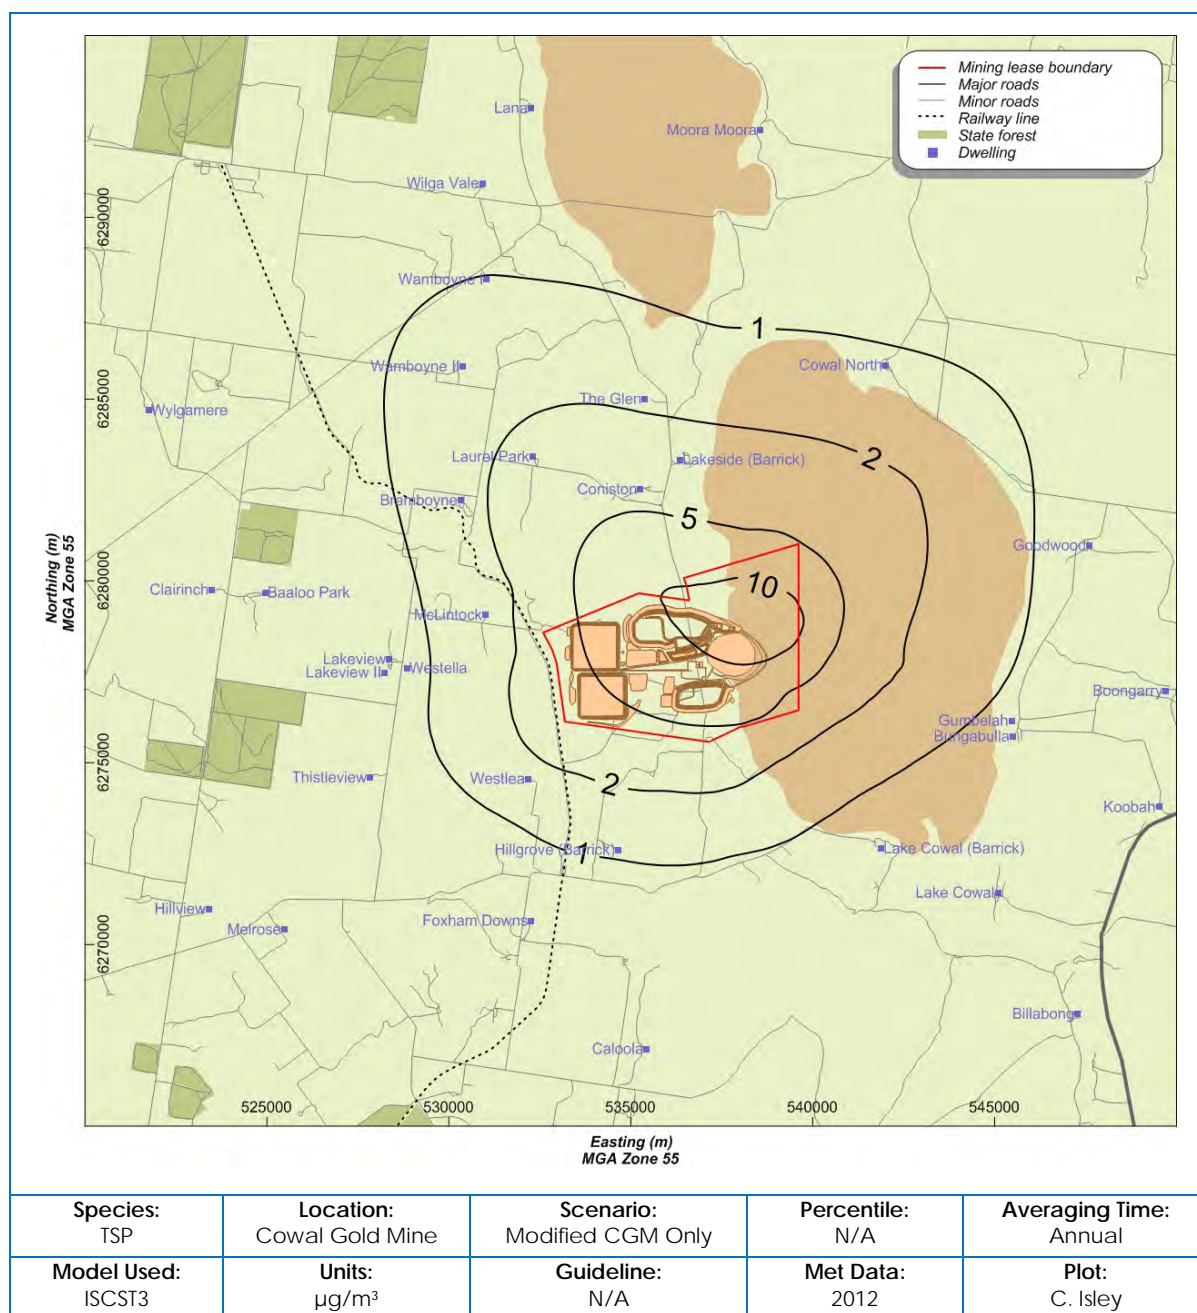 Mining lease boundary
Major roads
Minor roads
Railway line
State forest
Dwelling
Lana
Moora Moora
Wilga Vale
6290000
Wamboyne I
1
Wamboyne II
Cowal North
6285000
The Glen
Wylgamere
2
Laurel Park
Lakeside (Barrick)
Coniston
Bramboyne
5
Goodwood
Northing (m)
MGA Zone 55
6280000
10
Clairinch
Baaloo Park
McLintock
Lakeview
Westella
Lakeview II
Boongarry
Gumbelah
Bungabulla
6275000
Thistleview
Westlea
2
Koobah
Hillgrove (Barrick)
1
Lake Cowal (Barrick)
Lake Cowal
Hillview
Foxham Downs
Melrose
6270000
Billabong
Caloola
525000 530000 535000 540000 545000
Easting (m)
MGA Zone 55
Species: Location: Scenario: Percentile: Averaging Time:
TSP Cowal Gold Mine Modified CGM Only N/A Annual
Model Used: Units: Guideline: Met Data: Plot:
ISCST3 µg/m³ N/A 2012 C. Isley